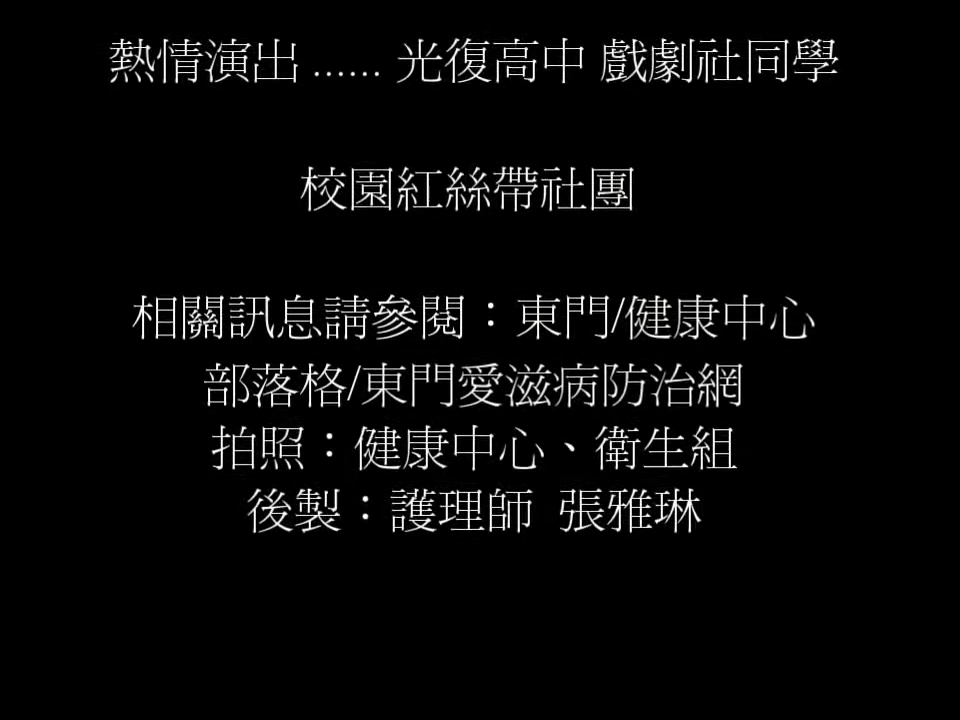 熱情演出 ...... 光復高中 戲劇社同學
校園紅絲帶社團
相關訊息請參閱：東門/健康中心
部落格/東門愛滋病防治網
拍照：健康中心、衛生組
後製：護理師 張雅琳